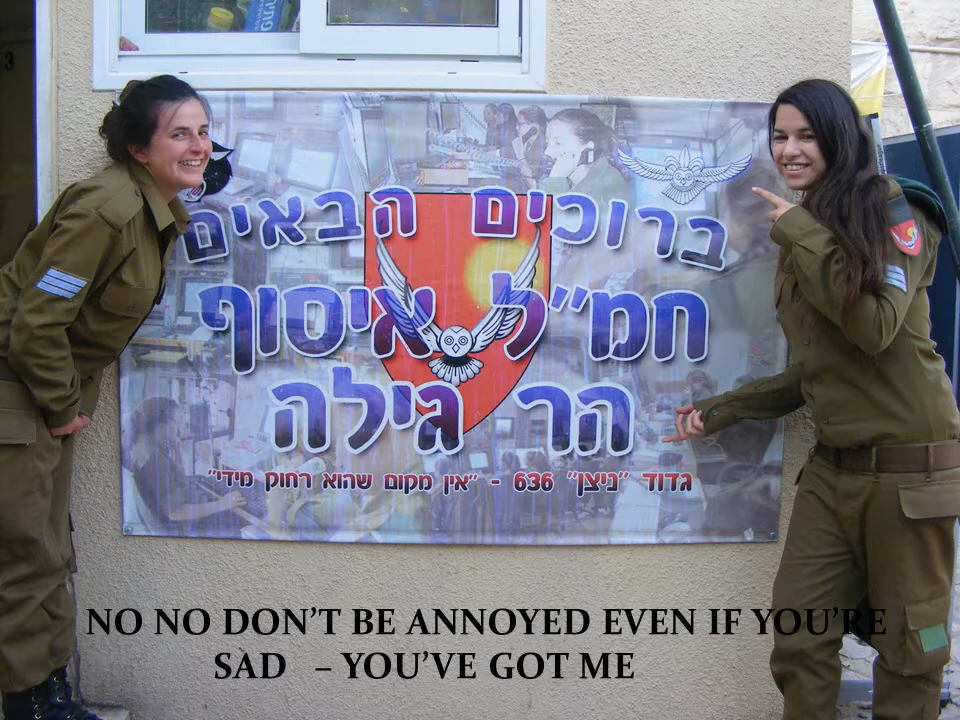 ברוכים הבאים
חמ"ל איסוף
הר גילה
גדוד "ניצן" 636 - "אין מקום שהוא רחוק מידי"
NO NO DON'T BE ANNOYED EVEN IF YOU'RE
SAD – YOU'VE GOT ME